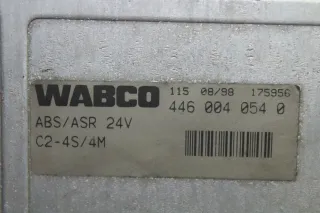 WABCO 115 08/98 175956
446 004 054 0
ABS/ASR 24V
C2-4S/4M